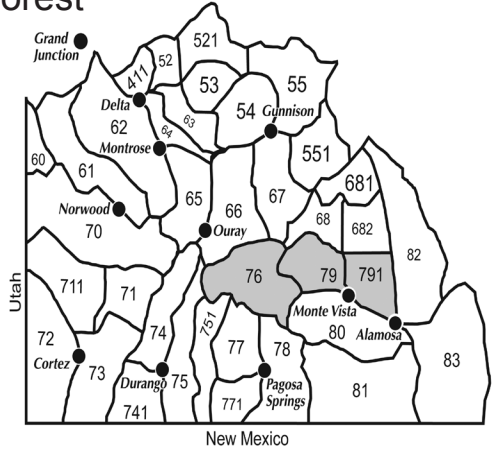 orest
Grand
Junction
521
52
411
53
55
Delta
54
Gunnison
62
64
63
Montrose
551
60
61
681
65
67
Norwood
66
68
70
Ouray
682
82
76
79
791
711
71
Utah
Monte Vista
751
72
74
80
Alamosa
77
78
Cortez
73
83
Durango
75
Pagosa
Springs
81
771
741
New Mexico